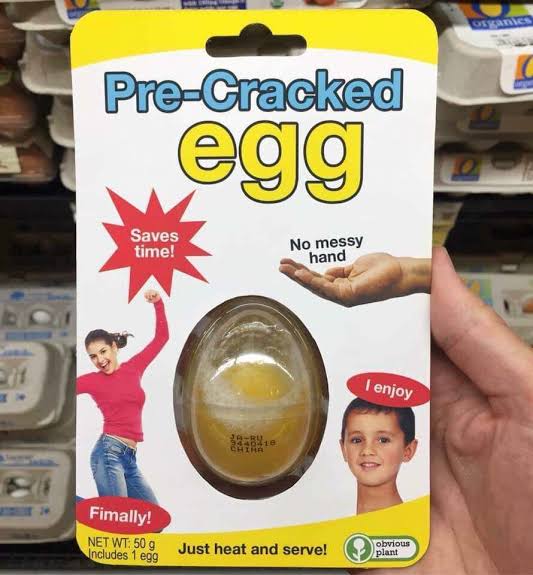 organics
Pre-Cracked
egg
Saves
time!
No messy
hand
I enjoy
JA-RU
3440418
CHINA
Fimally!
NET WT: 50 g
Includes 1 egg
Just heat and serve!
obvious
plant